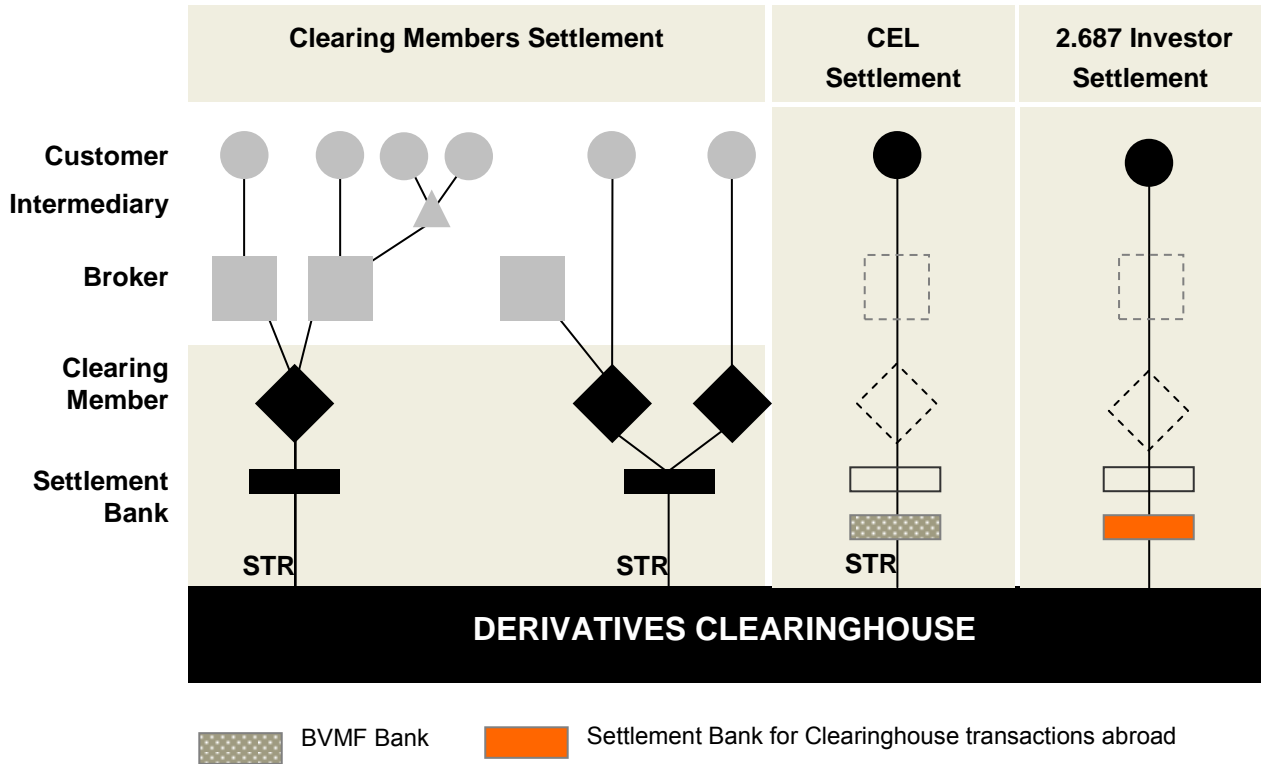 Clearing Members Settlement
CEL
Settlement
2.687 Investor
Settlement
Customer
Intermediary
Broker
Clearing
Member
Settlement
Bank
STR
STR
STR
DERIVATIVES CLEARINGHOUSE
BVMF Bank
Settlement Bank for Clearinghouse transactions abroad